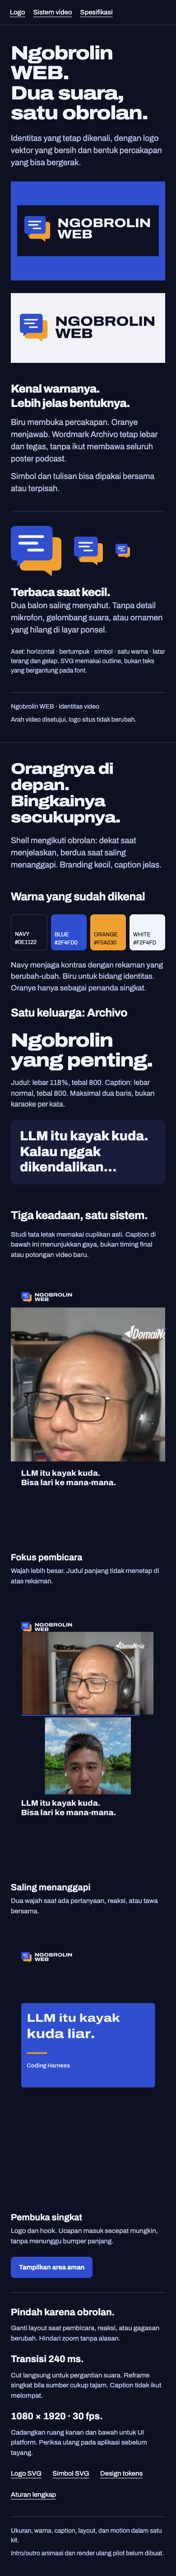 Logo Sistem video Spesifikasi
Ngobrolin
WEB.
Dua suara,
satu obrolan.
Identitas yang tetap dikenali, dengan logo
vektor yang bersih dan bentuk percakapan
yang bisa bergerak.
NGOBROLIN
WEB
NGOBROLIN
WEB
Kenal warnanya.
Lebih jelas bentuknya.
Biru membuka percakapan. Oranye
menjawab. Wordmark Archivo tetap lebar
dan tegas, tanpa ikut membawa seluruh
poster podcast.
Simbol dan tulisan bisa dipakai bersama
atau terpisah.
Terbaca saat kecil.
Dua balon saling menyahut. Tanpa detail
mikrofon, gelombang suara, atau ornamen
yang hilang di layar ponsel.
Aset: horizontal · bertumpuk · simbol · satu warna · latar
terang dan gelap. SVG memakai outline, bukan teks
yang bergantung pada font.
Ngobrolin WEB · identitas video
Arah video disetujui, logo situs tidak berubah.
Orangnya di
depan.
Bingkainya
secukupnya.
Shell mengikuti obrolan: dekat saat
menjelaskan, berdua saat saling
menanggapi. Branding kecil, caption jelas.
Warna yang sudah dikenal
NAVY
#0E1122
BLUE
#2F4FD0
ORANGE
#F0A030
WHITE
#F2F4FD
Navy menjaga kontras dengan rekaman yang
berubah-ubah. Biru untuk bidang identitas.
Oranye hanya sebagai penanda singkat.
Satu keluarga: Archivo
Ngobrolin
yang penting.
Judul: lebar 118%, tebal 800. Caption: lebar
normal, tebal 800. Maksimal dua baris, bukan
karaoke per kata.
LLM itu kayak kuda.
Kalau nggak
dikendalikan...
Tiga keadaan, satu sistem.
Studi tata letak memakai cuplikan asli. Caption di
bawah ini menunjukkan gaya, bukan timing final
atau potongan video baru.
NGOBROLIN
WEB
DomaiNe
LLM itu kayak kuda.
Bisa lari ke mana-mana.
Fokus pembicara
Wajah lebih besar. Judul panjang tidak menetap di
atas rekaman.
NGOBROLIN
WEB
DomaiNesia
LLM itu kayak kuda.
Bisa lari ke mana-mana.
Saling menanggapi
Dua wajah saat ada pertanyaan, reaksi, atau tawa
bersama.
NGOBROLIN
WEB
LLM itu kayak
kuda liar.
Coding Harness
Pembuka singkat
Logo dan hook. Ucapan masuk secepat mungkin,
tanpa menunggu bumper panjang.
Tampilkan area aman
Pindah karena obrolan.
Ganti layout saat pembicara, reaksi, atau gagasan
berubah. Hindari zoom tanpa alasan.
Transisi 240 ms.
Cut langsung untuk pergantian suara. Reframe
singkat bila sumber cukup tajam. Caption tidak ikut
melompat.
1080 × 1920 · 30 fps.
Cadangkan ruang kanan dan bawah untuk UI
platform. Periksa ulang pada aplikasi sebelum
tayang.
Logo SVG Simbol SVG Design tokens
Aturan lengkap
Ukuran, warna, caption, layout, dan motion dalam satu
kit.
Intro/outro animasi dan render ulang pilot belum dibuat.